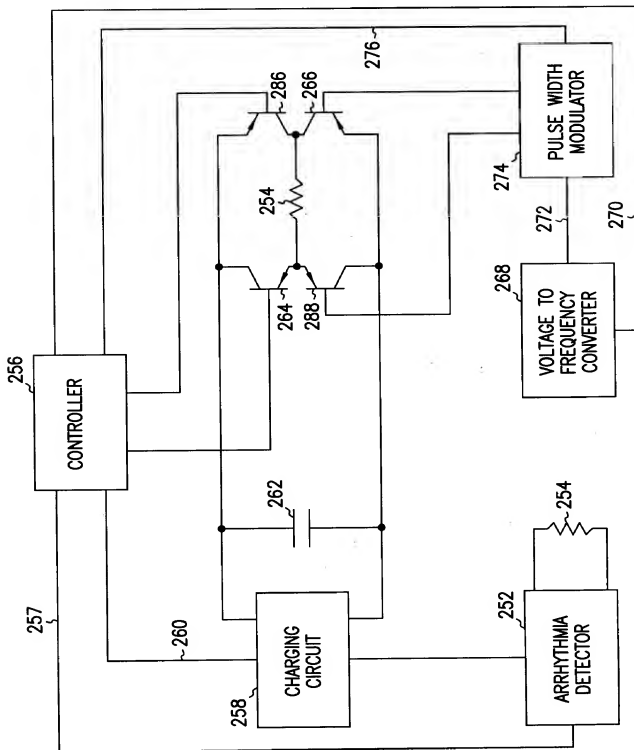 256
CONTROLLER
257
260
276
286
266
254
264
288
262
258
CHARGING
CIRCUIT
252
ARRHYTHMIA
DETECTOR
254
268
VOLTAGE TO
FREQUENCY
CONVERTER
272
270
274
PULSE WIDTH
MODULATOR